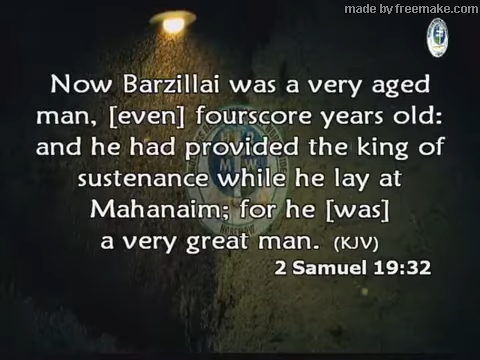 made by freemake.com
Now Barzillai was a very aged
man, [even] fourscore years old:
and he had provided the king of
sustenance while he lay at
Mahanaim; for he [was]
a very great man. (KJV)
2 Samuel 19:32